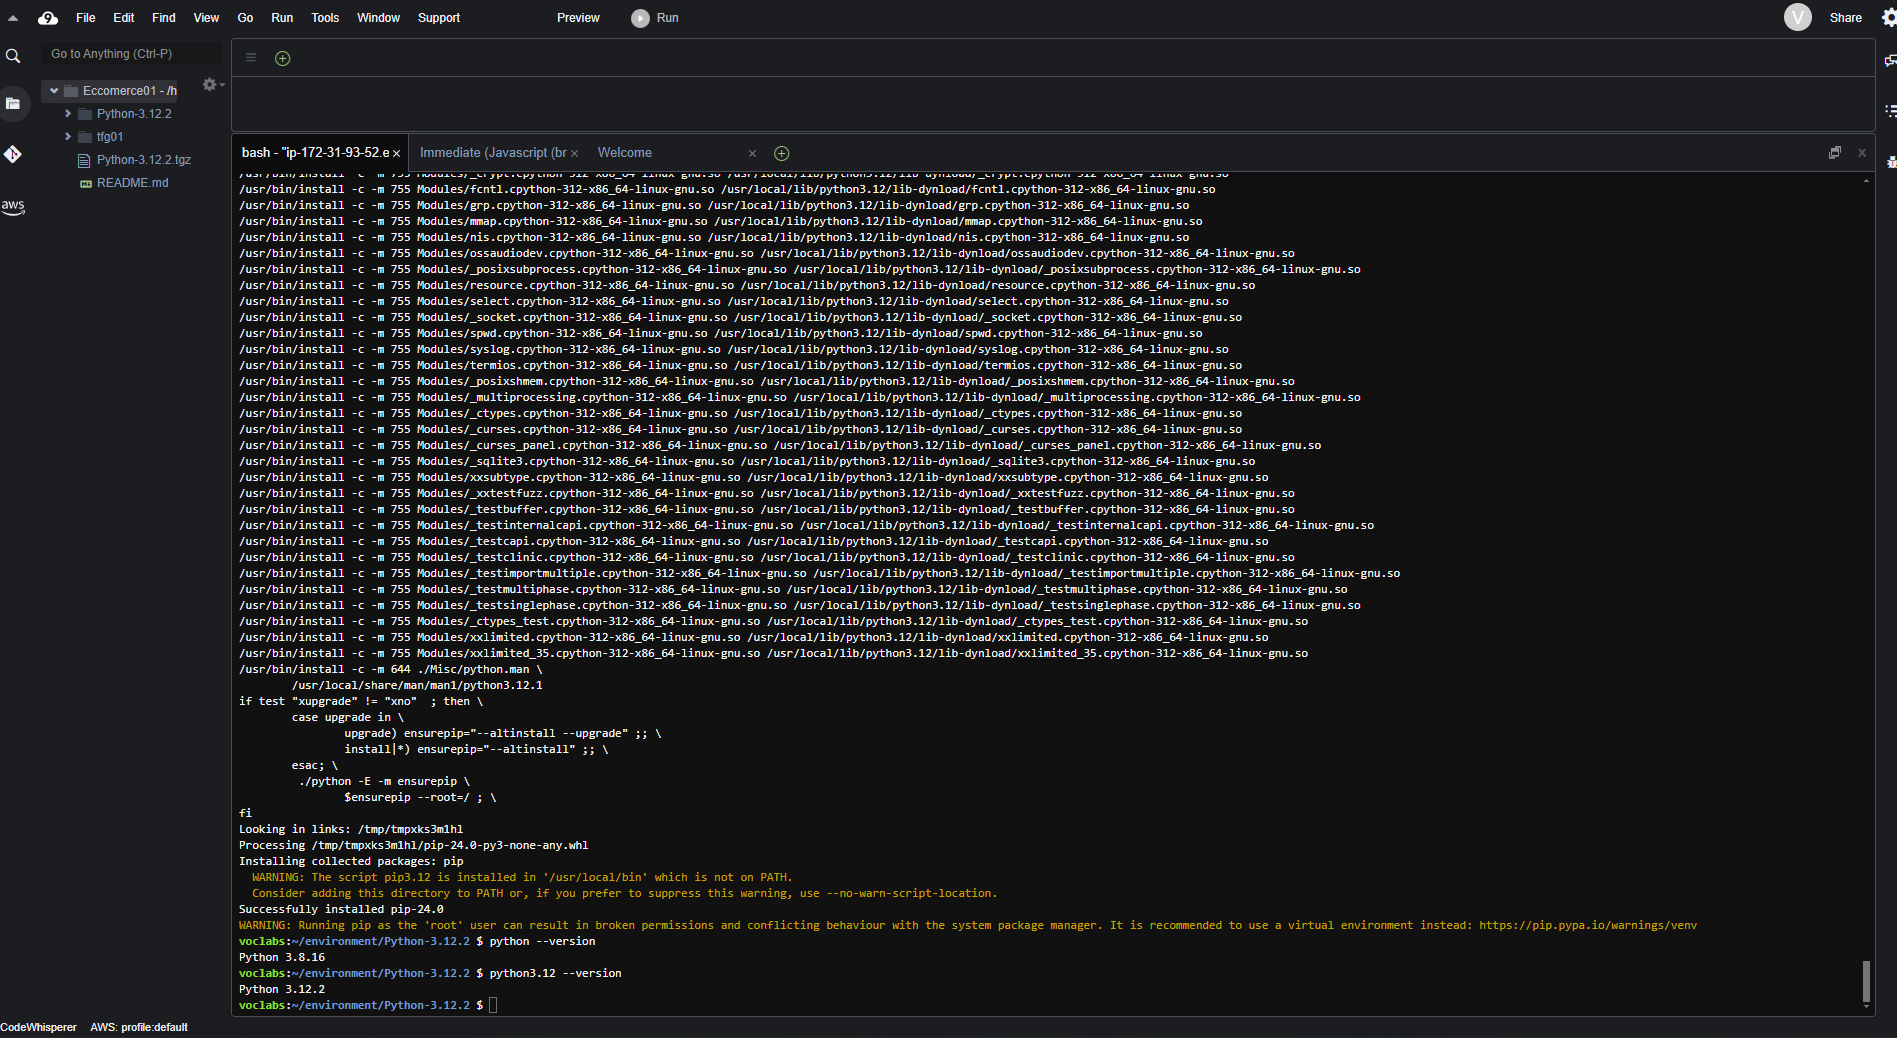 9 File Edit Find View Go Run Tools Window Support Preview Run V Share
Go to Anything (Ctrl-P)
Eccomerce01 - /h
Python-3.12.2
tfg01
Python-3.12.2.tgz
README.md
aws
bash - "ip-172-31-93-52.e × Immediate (Javascript (br × Welcome ×
/usr/bin/install -c -m 755 Modules/_crypt.cpython-312-x86_64-linux-gnu.so /usr/local/lib/python3.12/lib-dynload/_crypt.cpython-312-x86_64-linux-gnu.so
/usr/bin/install -c -m 755 Modules/fcntl.cpython-312-x86_64-linux-gnu.so /usr/local/lib/python3.12/lib-dynload/fcntl.cpython-312-x86_64-linux-gnu.so
/usr/bin/install -c -m 755 Modules/grp.cpython-312-x86_64-linux-gnu.so /usr/local/lib/python3.12/lib-dynload/grp.cpython-312-x86_64-linux-gnu.so
/usr/bin/install -c -m 755 Modules/mmap.cpython-312-x86_64-linux-gnu.so /usr/local/lib/python3.12/lib-dynload/mmap.cpython-312-x86_64-linux-gnu.so
/usr/bin/install -c -m 755 Modules/nis.cpython-312-x86_64-linux-gnu.so /usr/local/lib/python3.12/lib-dynload/nis.cpython-312-x86_64-linux-gnu.so
/usr/bin/install -c -m 755 Modules/ossaudiodev.cpython-312-x86_64-linux-gnu.so /usr/local/lib/python3.12/lib-dynload/ossaudiodev.cpython-312-x86_64-linux-gnu.so
/usr/bin/install -c -m 755 Modules/_posixsubprocess.cpython-312-x86_64-linux-gnu.so /usr/local/lib/python3.12/lib-dynload/_posixsubprocess.cpython-312-x86_64-linux-gnu.so
/usr/bin/install -c -m 755 Modules/resource.cpython-312-x86_64-linux-gnu.so /usr/local/lib/python3.12/lib-dynload/resource.cpython-312-x86_64-linux-gnu.so
/usr/bin/install -c -m 755 Modules/select.cpython-312-x86_64-linux-gnu.so /usr/local/lib/python3.12/lib-dynload/select.cpython-312-x86_64-linux-gnu.so
/usr/bin/install -c -m 755 Modules/_socket.cpython-312-x86_64-linux-gnu.so /usr/local/lib/python3.12/lib-dynload/_socket.cpython-312-x86_64-linux-gnu.so
/usr/bin/install -c -m 755 Modules/spwd.cpython-312-x86_64-linux-gnu.so /usr/local/lib/python3.12/lib-dynload/spwd.cpython-312-x86_64-linux-gnu.so
/usr/bin/install -c -m 755 Modules/syslog.cpython-312-x86_64-linux-gnu.so /usr/local/lib/python3.12/lib-dynload/syslog.cpython-312-x86_64-linux-gnu.so
/usr/bin/install -c -m 755 Modules/termios.cpython-312-x86_64-linux-gnu.so /usr/local/lib/python3.12/lib-dynload/termios.cpython-312-x86_64-linux-gnu.so
/usr/bin/install -c -m 755 Modules/_posixshmem.cpython-312-x86_64-linux-gnu.so /usr/local/lib/python3.12/lib-dynload/_posixshmem.cpython-312-x86_64-linux-gnu.so
/usr/bin/install -c -m 755 Modules/_multiprocessing.cpython-312-x86_64-linux-gnu.so /usr/local/lib/python3.12/lib-dynload/_multiprocessing.cpython-312-x86_64-linux-gnu.so
/usr/bin/install -c -m 755 Modules/_ctypes.cpython-312-x86_64-linux-gnu.so /usr/local/lib/python3.12/lib-dynload/_ctypes.cpython-312-x86_64-linux-gnu.so
/usr/bin/install -c -m 755 Modules/_curses.cpython-312-x86_64-linux-gnu.so /usr/local/lib/python3.12/lib-dynload/_curses.cpython-312-x86_64-linux-gnu.so
/usr/bin/install -c -m 755 Modules/_curses_panel.cpython-312-x86_64-linux-gnu.so /usr/local/lib/python3.12/lib-dynload/_curses_panel.cpython-312-x86_64-linux-gnu.so
/usr/bin/install -c -m 755 Modules/_sqlite3.cpython-312-x86_64-linux-gnu.so /usr/local/lib/python3.12/lib-dynload/_sqlite3.cpython-312-x86_64-linux-gnu.so
/usr/bin/install -c -m 755 Modules/xxsubtype.cpython-312-x86_64-linux-gnu.so /usr/local/lib/python3.12/lib-dynload/xxsubtype.cpython-312-x86_64-linux-gnu.so
/usr/bin/install -c -m 755 Modules/_xxtestfuzz.cpython-312-x86_64-linux-gnu.so /usr/local/lib/python3.12/lib-dynload/_xxtestfuzz.cpython-312-x86_64-linux-gnu.so
/usr/bin/install -c -m 755 Modules/_testbuffer.cpython-312-x86_64-linux-gnu.so /usr/local/lib/python3.12/lib-dynload/_testbuffer.cpython-312-x86_64-linux-gnu.so
/usr/bin/install -c -m 755 Modules/_testinternalcapi.cpython-312-x86_64-linux-gnu.so /usr/local/lib/python3.12/lib-dynload/_testinternalcapi.cpython-312-x86_64-linux-gnu.so
/usr/bin/install -c -m 755 Modules/_testcapi.cpython-312-x86_64-linux-gnu.so /usr/local/lib/python3.12/lib-dynload/_testcapi.cpython-312-x86_64-linux-gnu.so
/usr/bin/install -c -m 755 Modules/_testclinic.cpython-312-x86_64-linux-gnu.so /usr/local/lib/python3.12/lib-dynload/_testclinic.cpython-312-x86_64-linux-gnu.so
/usr/bin/install -c -m 755 Modules/_testimportmultiple.cpython-312-x86_64-linux-gnu.so /usr/local/lib/python3.12/lib-dynload/_testimportmultiple.cpython-312-x86_64-linux-gnu.so
/usr/bin/install -c -m 755 Modules/_testmultiphase.cpython-312-x86_64-linux-gnu.so /usr/local/lib/python3.12/lib-dynload/_testmultiphase.cpython-312-x86_64-linux-gnu.so
/usr/bin/install -c -m 755 Modules/_testsinglephase.cpython-312-x86_64-linux-gnu.so /usr/local/lib/python3.12/lib-dynload/_testsinglephase.cpython-312-x86_64-linux-gnu.so
/usr/bin/install -c -m 755 Modules/_ctypes_test.cpython-312-x86_64-linux-gnu.so /usr/local/lib/python3.12/lib-dynload/_ctypes_test.cpython-312-x86_64-linux-gnu.so
/usr/bin/install -c -m 755 Modules/xxlimited.cpython-312-x86_64-linux-gnu.so /usr/local/lib/python3.12/lib-dynload/xxlimited.cpython-312-x86_64-linux-gnu.so
/usr/bin/install -c -m 755 Modules/xxlimited_35.cpython-312-x86_64-linux-gnu.so /usr/local/lib/python3.12/lib-dynload/xxlimited_35.cpython-312-x86_64-linux-gnu.so
/usr/bin/install -c -m 644 ./Misc/python.man \
/usr/local/share/man/man1/python3.12.1
if test "xupgrade" != "xno" ; then \
case upgrade in \
upgrade) ensurepip="--altinstall --upgrade" ;; \
install|*) ensurepip="--altinstall" ;; \
esac; \
./python -E -m ensurepip \
$ensurepip --root=/ ; \
fi
Looking in links: /tmp/tmpxks3m1hl
Processing /tmp/tmpxks3m1hl/pip-24.0-py3-none-any.whl
Installing collected packages: pip
WARNING: The script pip3.12 is installed in '/usr/local/bin' which is not on PATH.
Consider adding this directory to PATH or, if you prefer to suppress this warning, use --no-warn-script-location.
Successfully installed pip-24.0
WARNING: Running pip as the 'root' user can result in broken permissions and conflicting behaviour with the system package manager. It is recommended to use a virtual environment instead: https://pip.pypa.io/warnings/venv
voclabs:~/environment/Python-3.12.2 $ python --version
Python 3.8.16
voclabs:~/environment/Python-3.12.2 $ python3.12 --version
Python 3.12.2
voclabs:~/environment/Python-3.12.2 $
CodeWhisperer AWS: profile:default